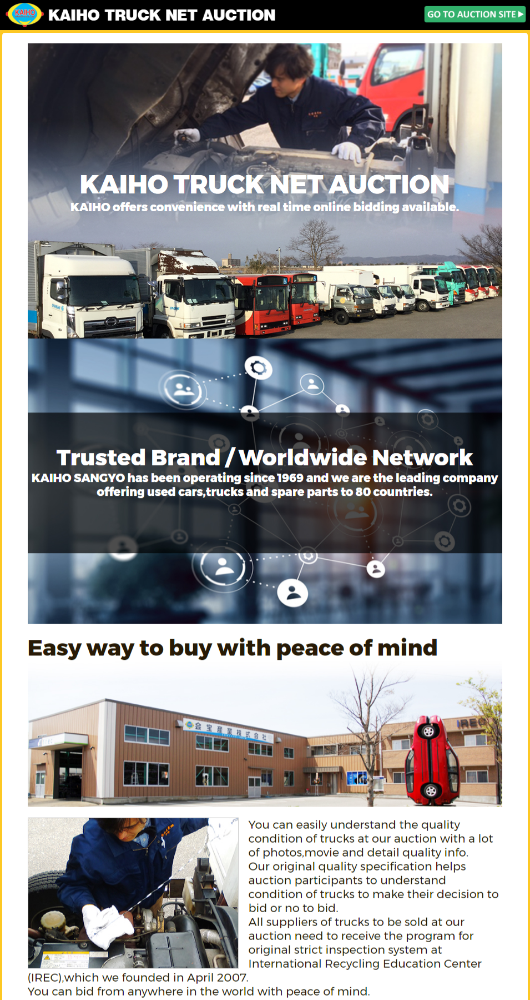 KAIHO
KAIHO TRUCK NET AUCTION
GO TO AUCTION SITE
KAIHO TRUCK NET AUCTION
KAIHO offers convenience with real time online bidding available.
Trusted Brand / Worldwide Network
KAIHO SANGYO has been operating since 1969 and we are the leading company
offering used cars,trucks and spare parts to 80 countries.
Easy way to buy with peace of mind
会宝産業株式会社
IREC
You can easily understand the quality
condition of trucks at our auction with a lot
of photos,movie and detail quality info.
Our original quality specification helps
auction participants to understand
condition of trucks to make their decision to
bid or no to bid.
All suppliers of trucks to be sold at our
auction need to receive the program for
original strict inspection system at
International Recycling Education Center
(IREC),which we founded in April 2007.
You can bid from anywhere in the world with peace of mind.